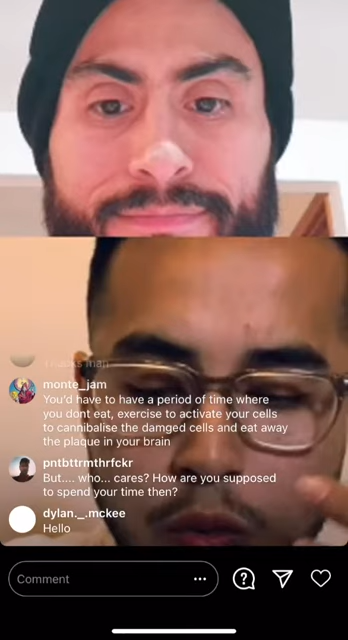 Thanks man
monte_jam
You'd have to have a period of time where
you dont eat, exercise to activate your cells
to cannibalise the damged cells and eat away
the plaque in your brain
pntbttrmthrfckr
But.... who... cares? How are you supposed
to spend your time then?
dylan._.mckee
Hello
Comment